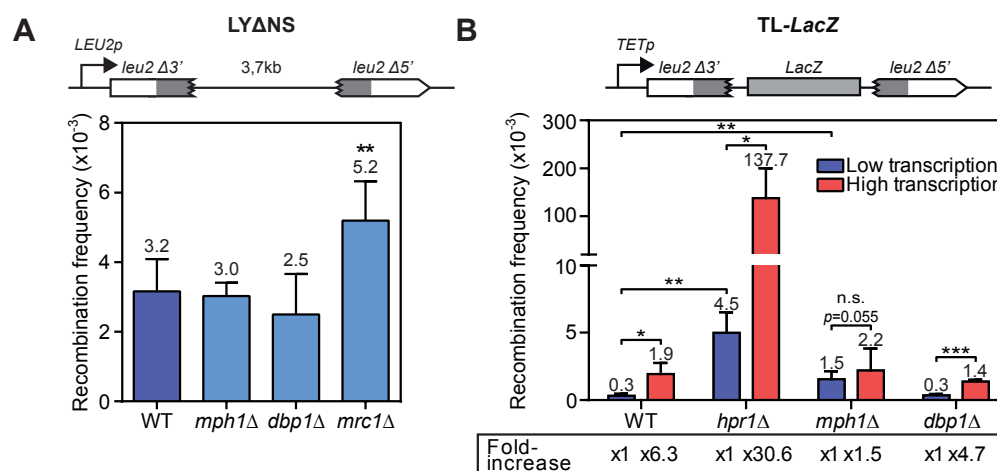 A
LYΔNS
LEU2p
leu2 Δ3'
3,7kb
leu2 Δ5'
Recombination frequency (x10⁻³)
8
6
4
2
0
3.2
3.0
2.5
**
5.2
WT
mph1Δ
dbp1Δ
mrc1Δ
B
TL-LacZ
TETp
leu2 Δ3'
LacZ
leu2 Δ5'
Recombination frequency (x10⁻³)
300
200
100
10
5
0
**
*
137.7
Low transcription
High transcription
**
4.5
n.s.
p=0.055
*
1.9
0.3
1.5
2.2
***
0.3
1.4
WT
hpr1Δ
mph1Δ
dbp1Δ
Fold-
increase
x1 x6.3 x1 x30.6 x1 x1.5 x1 x4.7